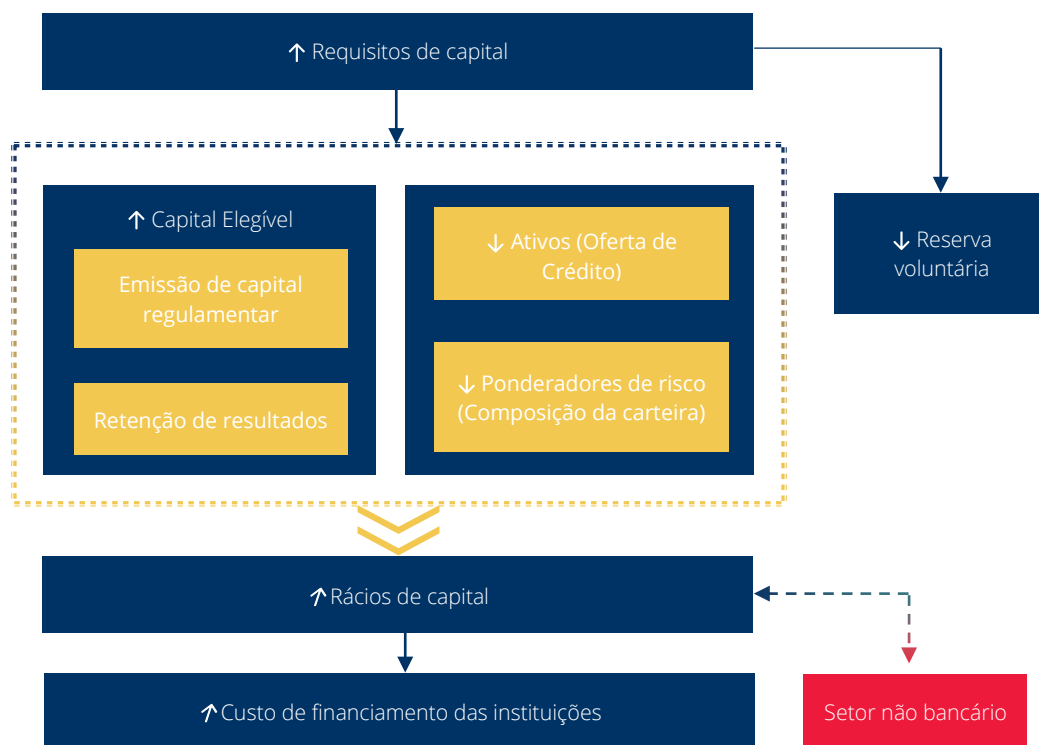 ↑ Requisitos de capital
↑ Capital Elegível
Emissão de capital
regulamentar
Retenção de resultados
↓ Ativos (Oferta de
Crédito)
↓ Ponderadores de risco
(Composição da carteira)
↓ Reserva
voluntária
↑ Rácios de capital
↑ Custo de financiamento das instituições
Setor não bancário